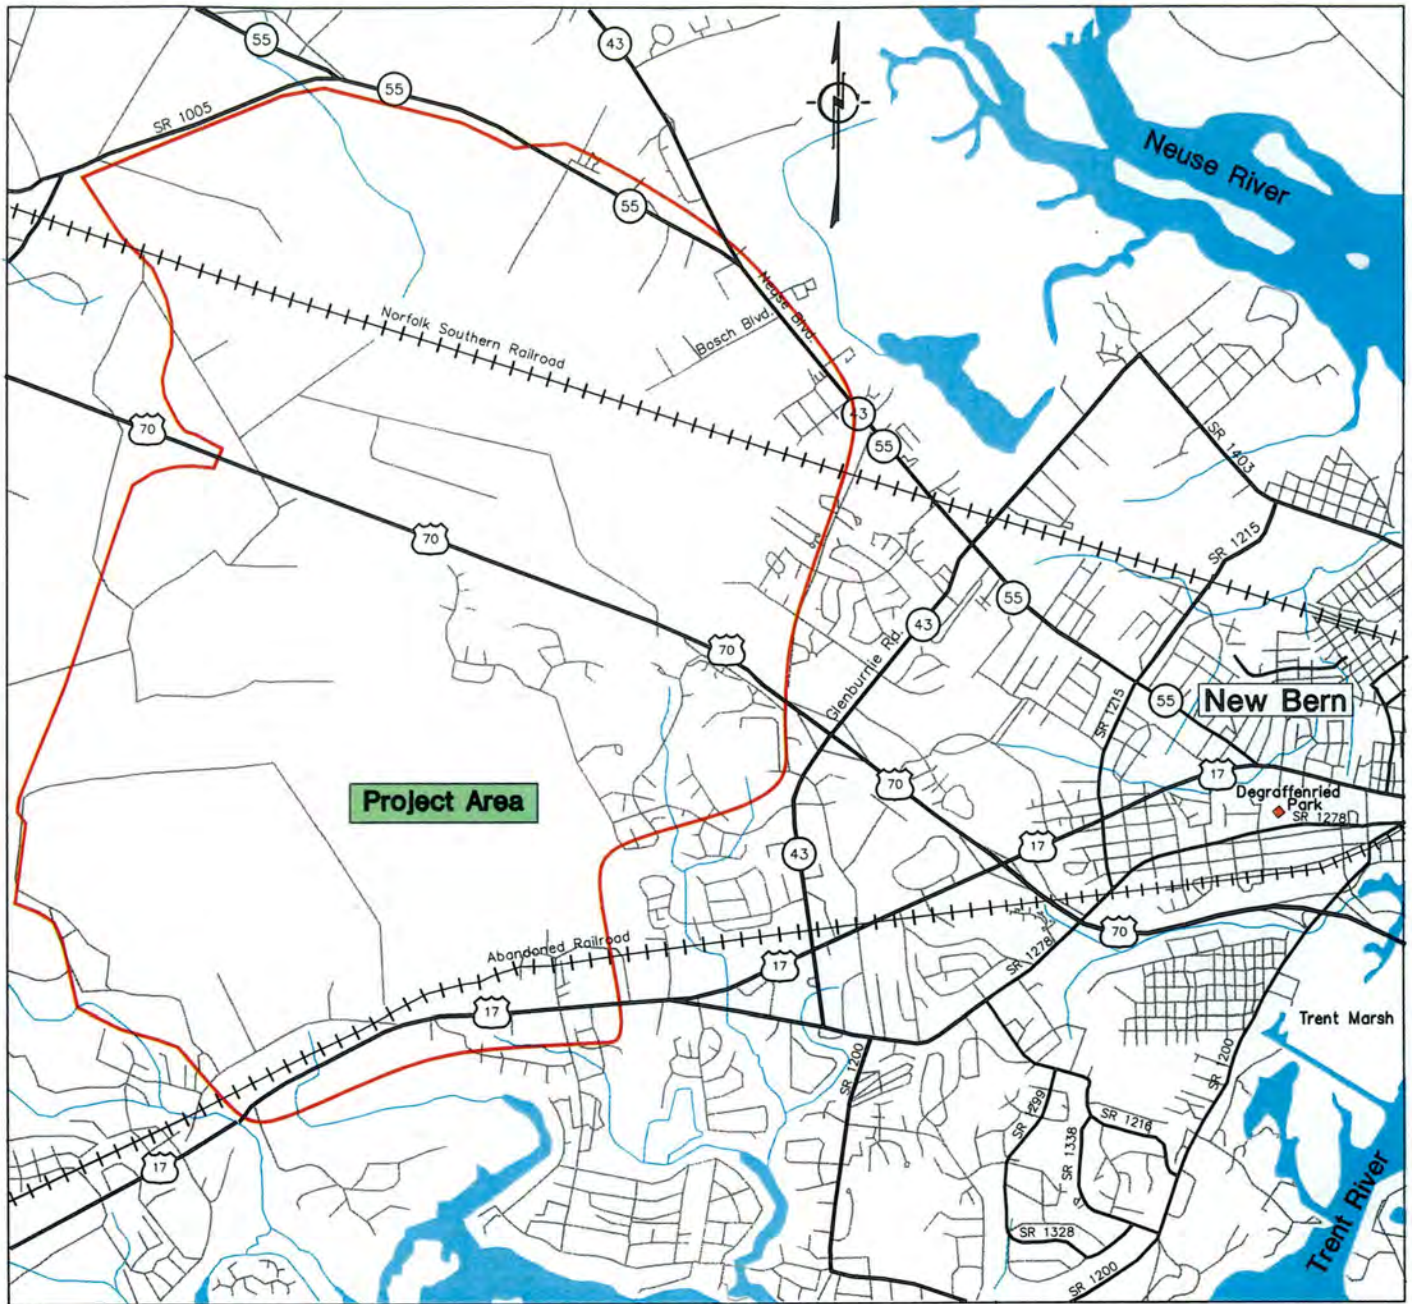 55
43
55
SR 1005
Neuse River
55
Neuse Blvd.
Norfolk Southern Railroad
Bosch Blvd.
70
43
55
SR 1403
70
SR 1215
55
43
Glenburnie Rd.
70
55
New Bern
SR 1215
17
70
Degraffenried
Park
SR 1278
Project Area
17
43
Abandoned Railroad
70
SR 1278
17
17
Trent Marsh
SR 1200
SR 1200
SR 1299
SR 1216
SR 1338
17
Trent River
SR 1328
SR 1200